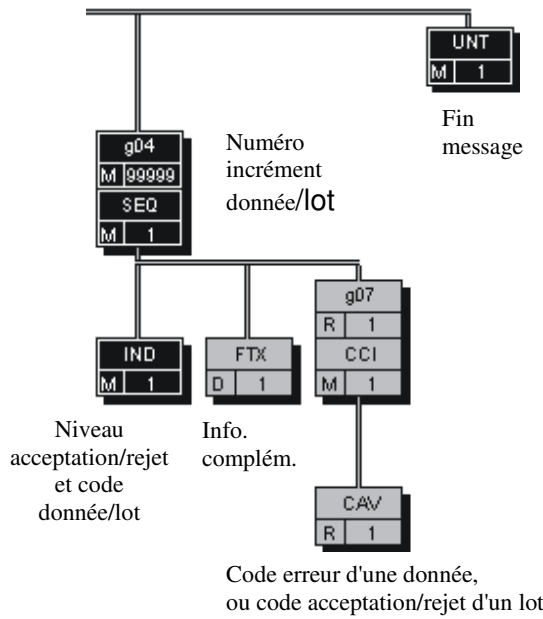 UNT
M 1
Fin
message
g04
M 99999
SEQ
M 1
Numéro
incrément
donnée/lot
IND
M 1
Niveau
acceptation/rejet
et code
donnée/lot
FTX
D 1
Info.
complém.
g07
R 1
CCI
M 1
CAV
R 1
Code erreur d'une donnée,
ou code acceptation/rejet d'un lot